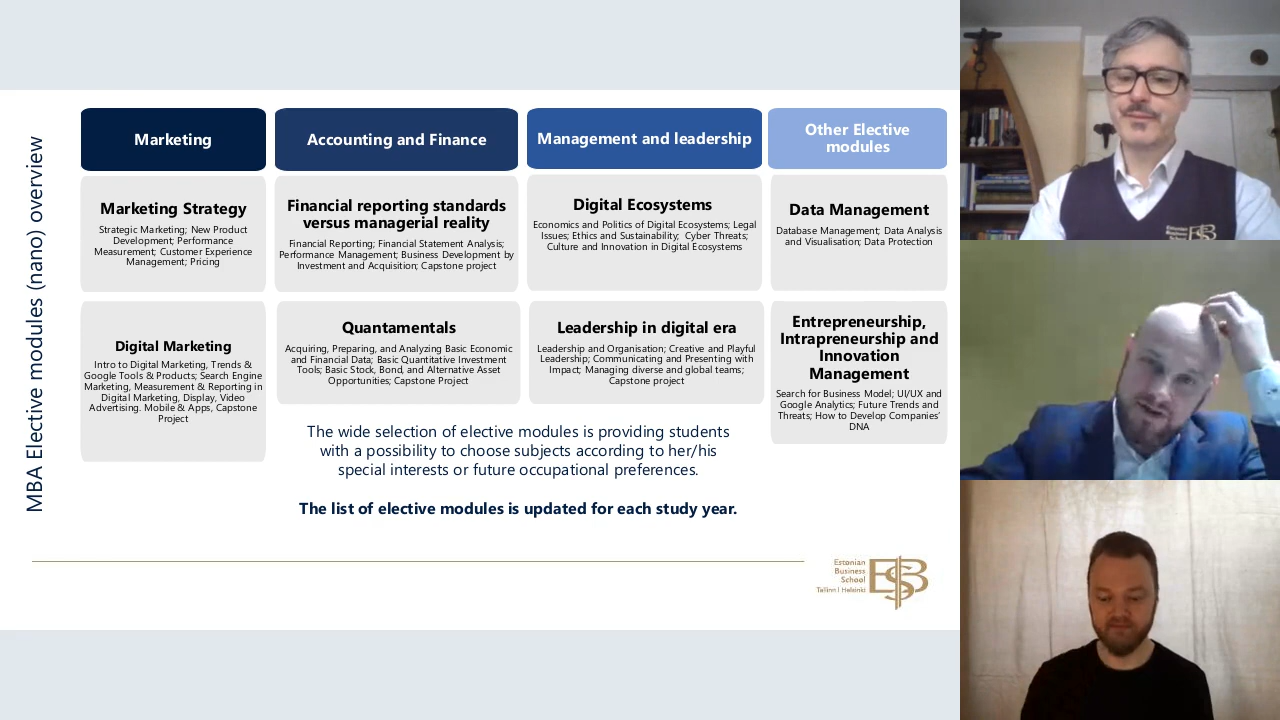 MBA Elective modules (nano) overview
Marketing
Accounting and Finance
Management and leadership
Other Elective
modules
Marketing Strategy
Strategic Marketing; New Product
Development; Performance
Measurement; Customer Experience
Management; Pricing
Financial reporting standards
versus managerial reality
Financial Reporting; Financial Statement Analysis;
Performance Management; Business Development by
Investment and Acquisition; Capstone project
Digital Ecosystems
Economics and Politics of Digital Ecosystems; Legal
Issues; Ethics and Sustainability; Cyber Threats;
Culture and Innovation in Digital Ecosystems
Data Management
Database Management; Data Analysis
and Visualisation; Data Protection
Digital Marketing
Intro to Digital Marketing, Trends &
Google Tools & Products; Search Engine
Marketing, Measurement & Reporting in
Digital Marketing, Display, Video
Advertising. Mobile & Apps, Capstone
Project
Quantamentals
Acquiring, Preparing, and Analyzing Basic Economic
and Financial Data; Basic Quantitative Investment
Tools; Basic Stock, Bond, and Alternative Asset
Opportunities; Capstone Project
Leadership in digital era
Leadership and Organisation; Creative and Playful
Leadership; Communicating and Presenting with
Impact; Managing diverse and global teams;
Capstone project
Entrepreneurship,
Intrapreneurship and
Innovation
Management
Search for Business Model; UI/UX and
Google Analytics; Future Trends and
Threats; How to Develop Companies'
DNA
The wide selection of elective modules is providing students
with a possibility to choose subjects according to her/his
special interests or future occupational preferences.
The list of elective modules is updated for each study year.
Estonian
Business
School
Tallinn | Helsinki
EBS
Estonian
Business
School
EBS